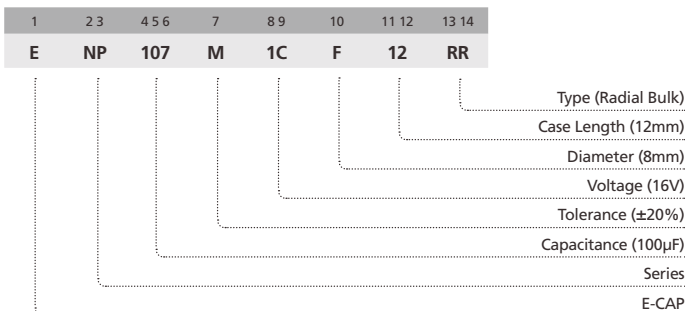 1 2 3 4 5 6 7 8 9 10 11 12 13 14
E NP 107 M 1C F 12 RR
Type (Radial Bulk)
Case Length (12mm)
Diameter (8mm)
Voltage (16V)
Tolerance (±20%)
Capacitance (100µF)
Series
E-CAP